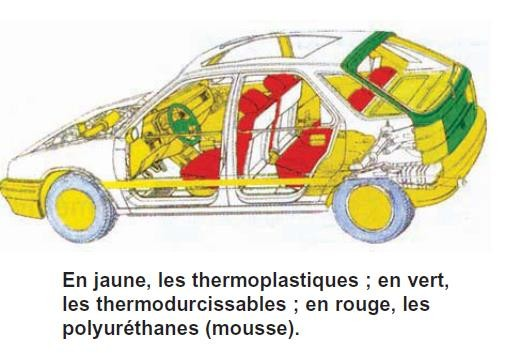 En jaune, les thermoplastiques ; en vert,
les thermodurcissables ; en rouge, les
polyuréthanes (mousse).